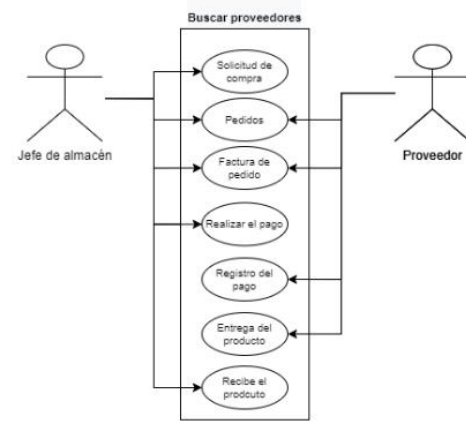 Buscar proveedores
Solicitud de
compra
Pedidos
Factura de
pedido
Realizar el pago
Registro del
pago
Entrega del
producto
Recibe el
prodcuto
Jefe de almacén
Proveedor